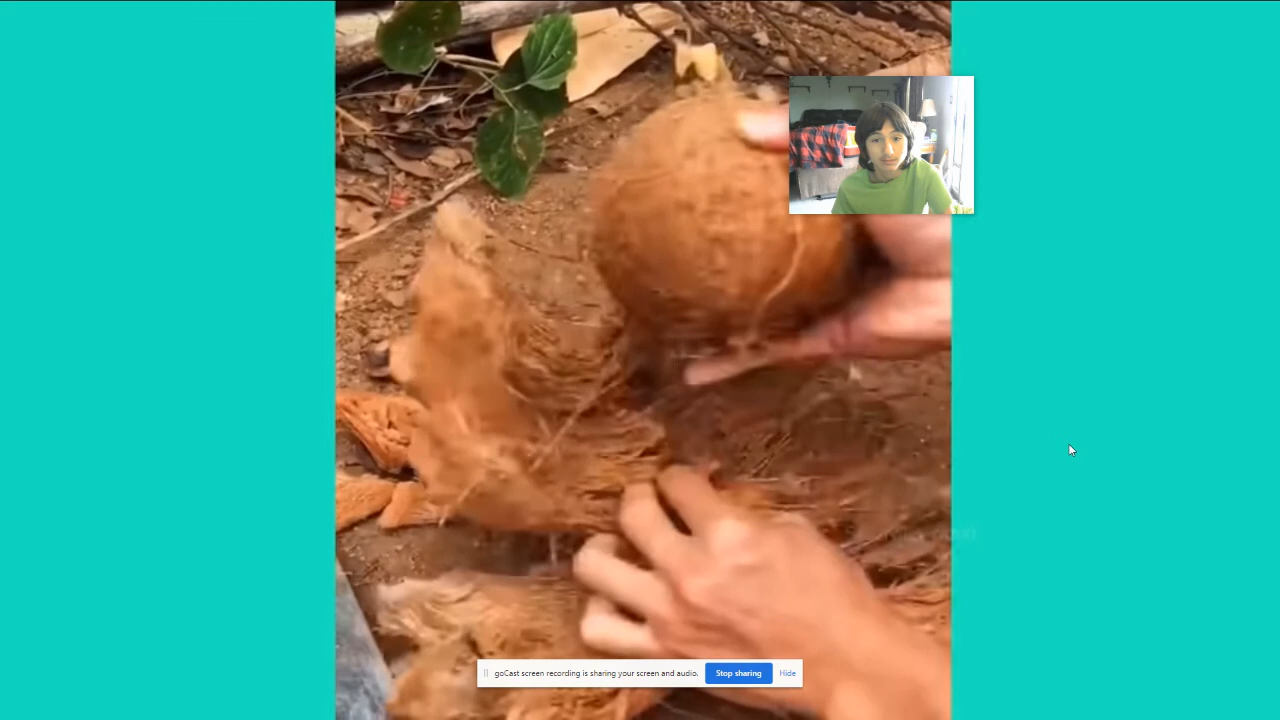 goCast screen recording is sharing your screen and audio.
Stop sharing
Hide